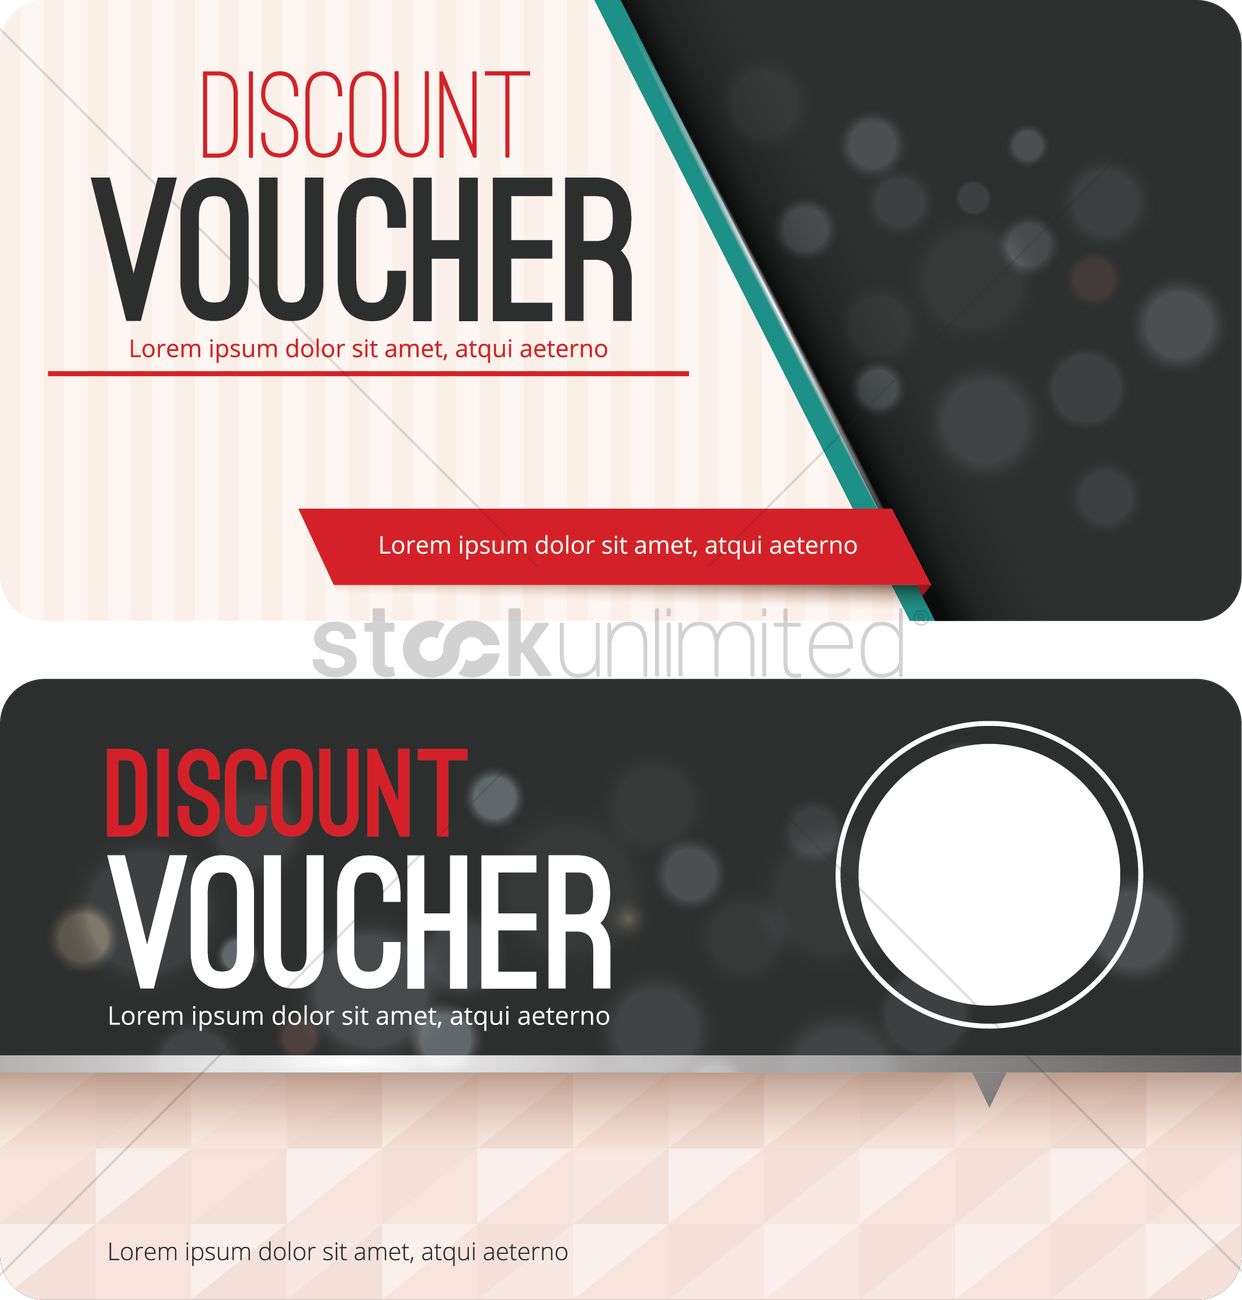 DISCOUNT
VOUCHER
Lorem ipsum dolor sit amet, atqui aeterno
Lorem ipsum dolor sit amet, atqui aeterno
stockunlimited®
DISCOUNT
VOUCHER
Lorem ipsum dolor sit amet, atqui aeterno
Lorem ipsum dolor sit amet, atqui aeterno